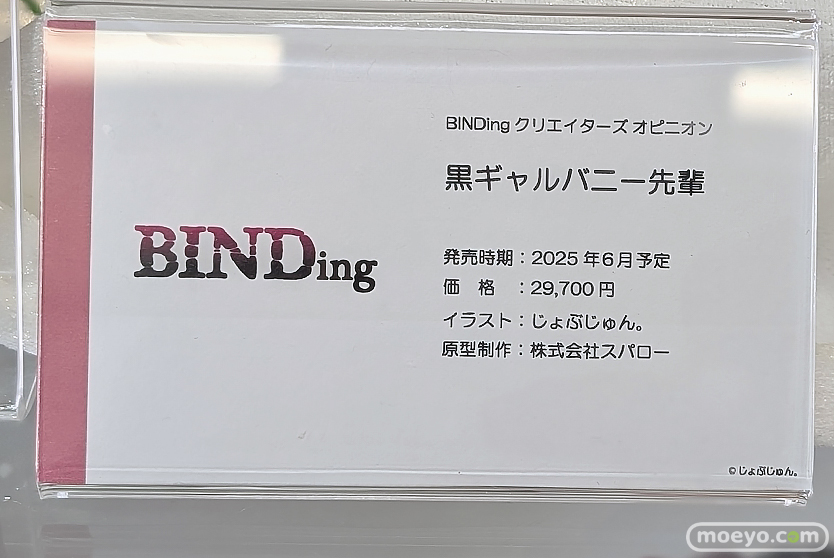 BINDing クリエイターズオピニオン
黒ギャルバニー先輩
BINDing
発売時期：2025年6月予定
価　格　：29,700円
イラスト：じょぶじゅん。
原型制作：株式会社スパロー
©じょぶじゅん。
moeyo.com